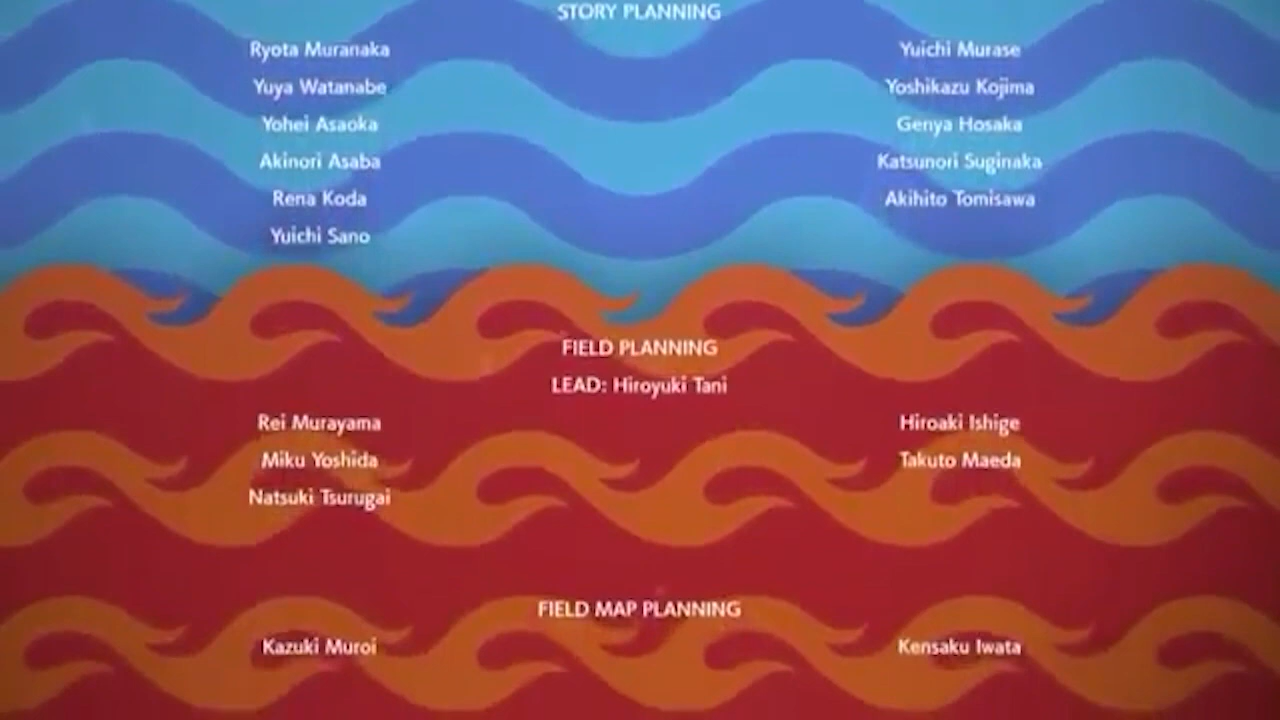 STORY PLANNING
Ryota Muranaka Yuichi Murase
Yuya Watanabe Yoshikazu Kojima
Yohei Asaoka Genya Hosaka
Akinori Asaba Katsunori Suginaka
Rena Koda Akihito Tomisawa
Yuichi Sano
FIELD PLANNING
LEAD: Hiroyuki Tani
Rei Murayama Hiroaki Ishige
Miku Yoshida Takuto Maeda
Natsuki Tsurugai
FIELD MAP PLANNING
Kazuki Muroi Kensaku Iwata